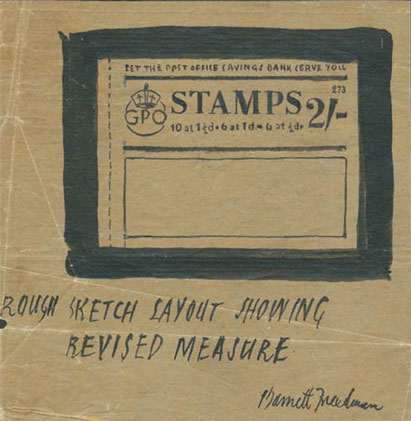 LET THE POST OFFICE SAVINGS BANK SERVE YOU
273
GPO STAMPS 2/-
10 at 1½d • 6 at 1d • 6 at ½d •
ROUGH SKETCH LAYOUT SHOWING
REVISED MEASURE
Barnett Freedman